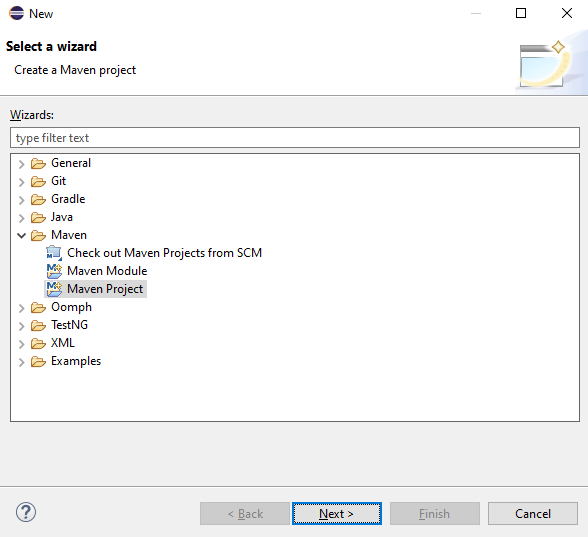 New
Select a wizard
Create a Maven project
Wizards:
type filter text
General
Git
Gradle
Java
Maven
Check out Maven Projects from SCM
Maven Module
Maven Project
Oomph
TestNG
XML
Examples
< Back
Next >
Finish
Cancel